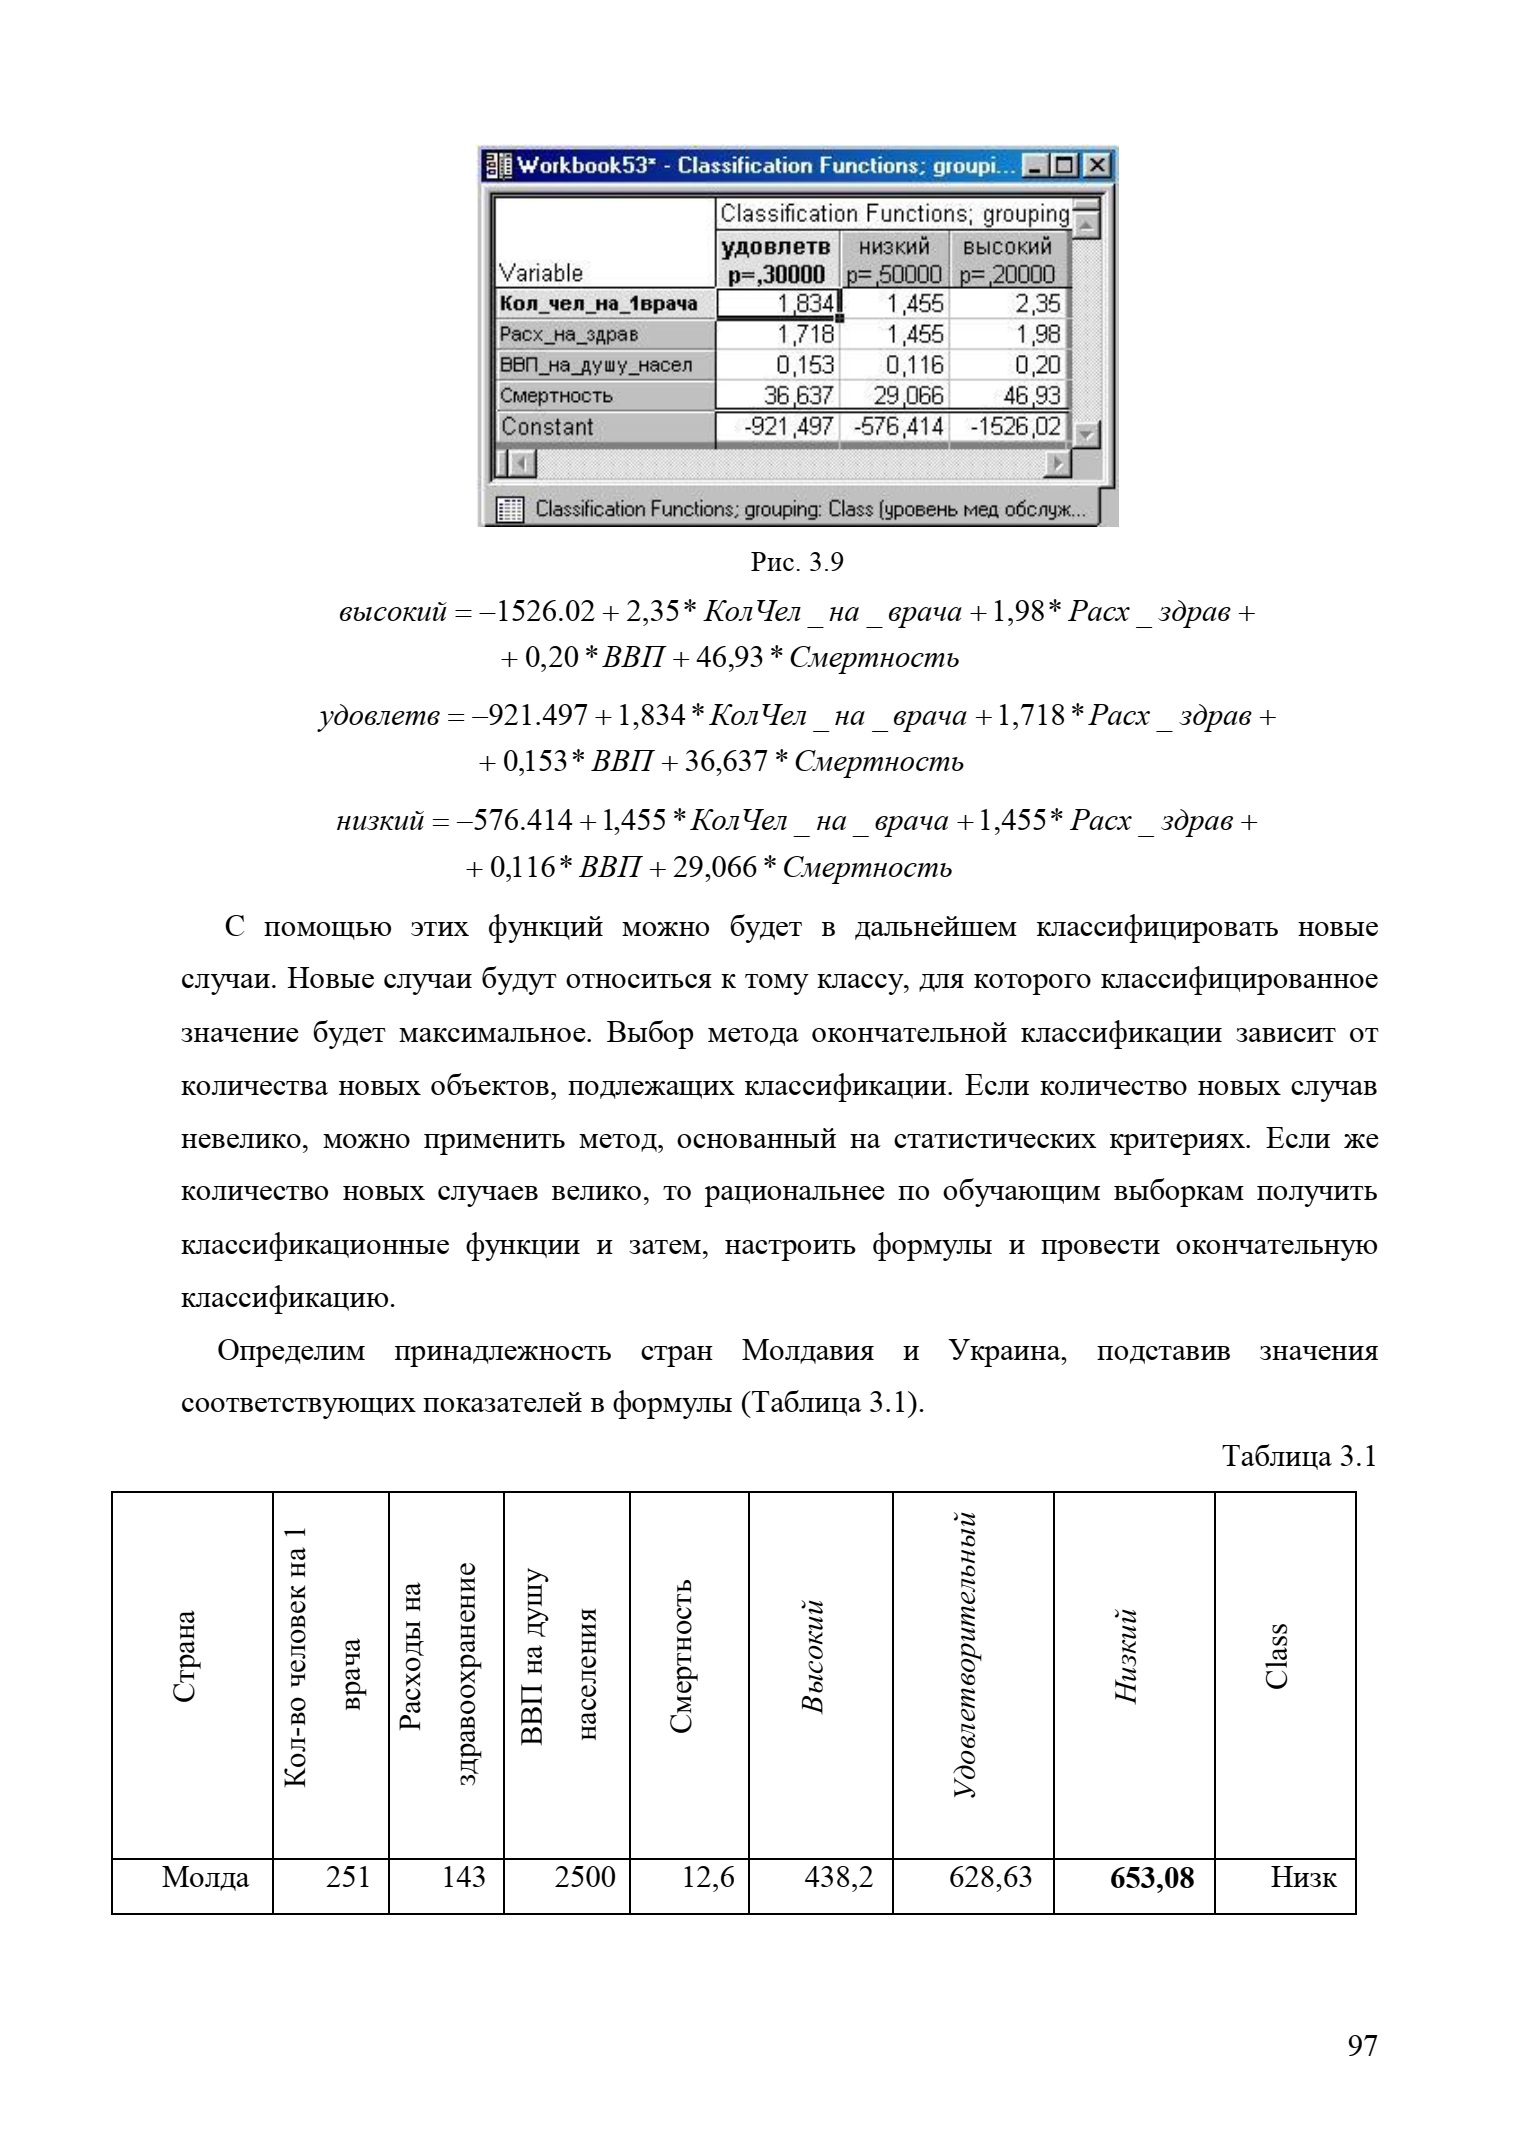 Workbook53* - Classification Functions; groupi...
Classification Functions; grouping
Variable удовлетв p=,30000 низкий p=,50000 высокий p=,20000
Кол_чел_на_1врача 1,834 1,455 2,35
Расх_на_здрав 1,718 1,455 1,98
ВВП_на_душу_насел 0,153 0,116 0,20
Смертность 36,637 29,066 46,93
Constant -921,497 -576,414 -1526,02
Classification Functions; grouping: Class (уровень мед обслуж...
Рис. 3.9
высокий = –1526.02 + 2,35* КолЧел _ на _ врача +1,98* Расх _ здрав +
+ 0,20 * ВВП + 46,93 * Смертность
удовлетв = –921.497 +1,834 * КолЧел _ на _ врача +1,718 * Расх _ здрав +
+ 0,153* ВВП + 36,637 * Смертность
низкий = –576.414 +1,455 * КолЧел _ на _ врача +1,455* Расх _ здрав +
+ 0,116* ВВП + 29,066 * Смертность
С помощью этих функций можно будет в дальнейшем классифицировать новые
случаи. Новые случаи будут относиться к тому классу, для которого классифицированное
значение будет максимальное. Выбор метода окончательной классификации зависит от
количества новых объектов, подлежащих классификации. Если количество новых случав
невелико, можно применить метод, основанный на статистических критериях. Если же
количество новых случаев велико, то рациональнее по обучающим выборкам получить
классификационные функции и затем, настроить формулы и провести окончательную
классификацию.
Определим принадлежность стран Молдавия и Украина, подставив значения
соответствующих показателей в формулы (Таблица 3.1).
Таблица 3.1
Страна
Кол-во человек на 1
врача
Расходы на
здравоохранение
ВВП на душу
населения
Смертность
Высокий
Удовлетворительный
Низкий
Class
Молда 251 143 2500 12,6 438,2 628,63 653,08 Низк
97